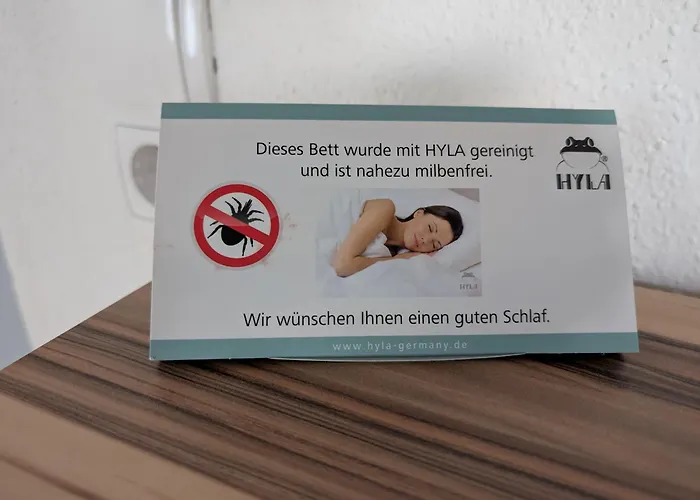 Dieses Bett wurde mit HYLA gereinigt
und ist nahezu milbenfrei.
®
HYLA
HYLA
Wir wünschen Ihnen einen guten Schlaf.
www.hyla-germany.de